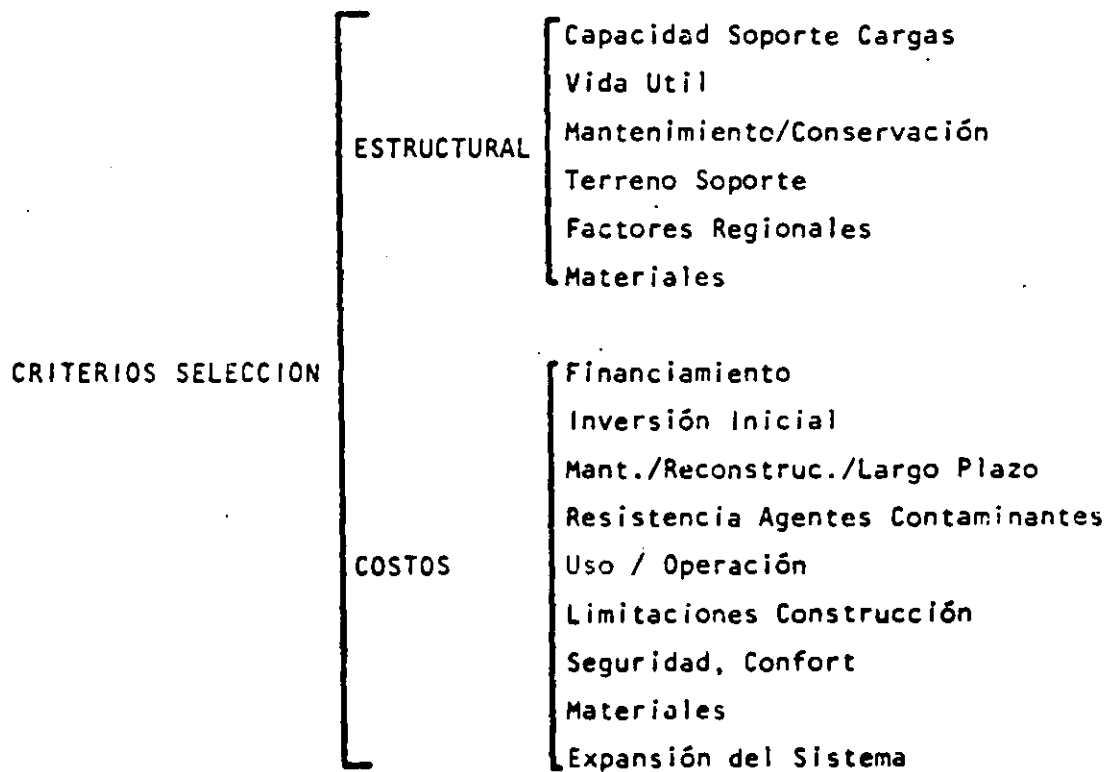 Capacidad Soporte Cargas
Vida Util
Mantenimiento/Conservación
ESTRUCTURAL
Terreno Soporte
Factores Regionales
Materiales
CRITERIOS SELECCION
Financiamiento
Inversión Inicial
Mant./Reconstruc./Largo Plazo
Resistencia Agentes Contaminantes
COSTOS
Uso / Operación
Limitaciones Construcción
Seguridad, Confort
Materiales
Expansión del Sistema